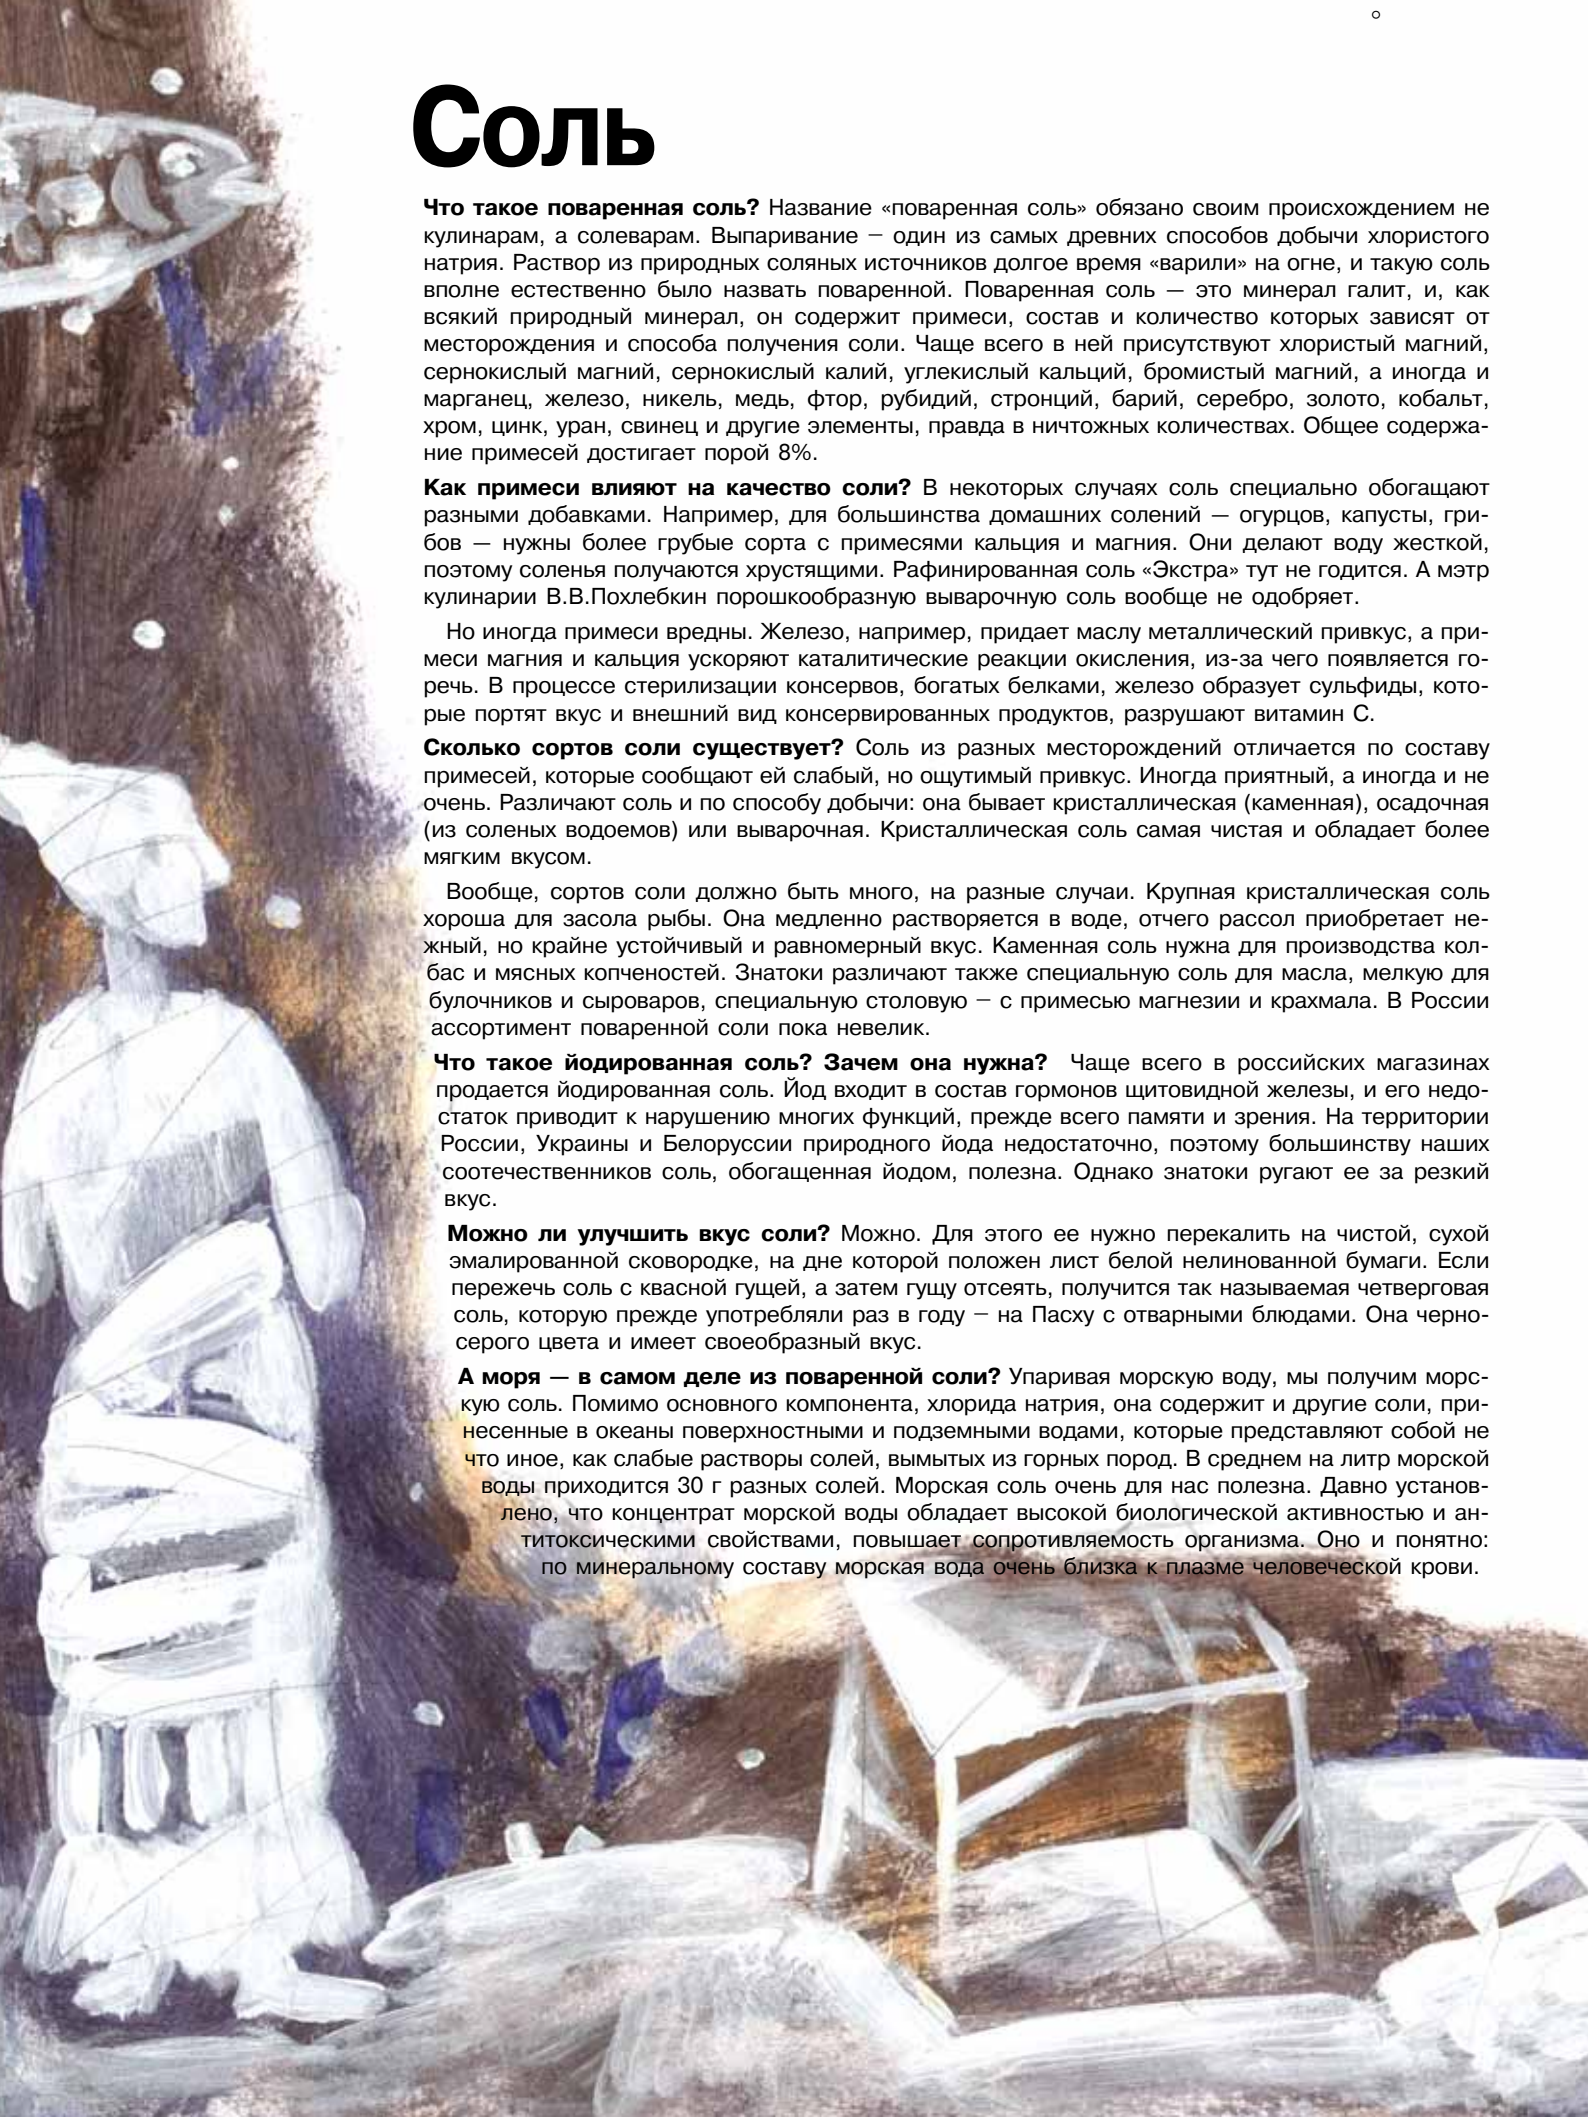 Соль
Что такое поваренная соль? Название «поваренная соль» обязано своим происхождением не
кулинарам, а солеварам. Выпаривание – один из самых древних способов добычи хлористого
натрия. Раствор из природных соляных источников долгое время «варили» на огне, и такую соль
вполне естественно было назвать поваренной. Поваренная соль — это минерал галит, и, как
всякий природный минерал, он содержит примеси, состав и количество которых зависят от
месторождения и способа получения соли. Чаще всего в ней присутствуют хлористый магний,
сернокислый магний, сернокислый калий, углекислый кальций, бромистый магний, а иногда и
марганец, железо, никель, медь, фтор, рубидий, стронций, барий, серебро, золото, кобальт,
хром, цинк, уран, свинец и другие элементы, правда в ничтожных количествах. Общее содержа-
ние примесей достигает порой 8%.
Как примеси влияют на качество соли? В некоторых случаях соль специально обогащают
разными добавками. Например, для большинства домашних солений — огурцов, капусты, гри-
бов — нужны более грубые сорта с примесями кальция и магния. Они делают воду жесткой,
поэтому соленья получаются хрустящими. Рафинированная соль «Экстра» тут не годится. А мэтр
кулинарии В.В.Похлебкин порошкообразную выварочную соль вообще не одобряет.
Но иногда примеси вредны. Железо, например, придает маслу металлический привкус, а при-
меси магния и кальция ускоряют каталитические реакции окисления, из-за чего появляется го-
речь. В процессе стерилизации консервов, богатых белками, железо образует сульфиды, кото-
рые портят вкус и внешний вид консервированных продуктов, разрушают витамин С.
Сколько сортов соли существует? Соль из разных месторождений отличается по составу
примесей, которые сообщают ей слабый, но ощутимый привкус. Иногда приятный, а иногда и не
очень. Различают соль и по способу добычи: она бывает кристаллическая (каменная), осадочная
(из соленых водоемов) или выварочная. Кристаллическая соль самая чистая и обладает более
мягким вкусом.
Вообще, сортов соли должно быть много, на разные случаи. Крупная кристаллическая соль
хороша для засола рыбы. Она медленно растворяется в воде, отчего рассол приобретает не-
жный, но крайне устойчивый и равномерный вкус. Каменная соль нужна для производства кол-
бас и мясных копченостей. Знатоки различают также специальную соль для масла, мелкую для
булочников и сыроваров, специальную столовую – с примесью магнезии и крахмала. В России
ассортимент поваренной соли пока невелик.
Что такое йодированная соль? Зачем она нужна? Чаще всего в российских магазинах
продается йодированная соль. Йод входит в состав гормонов щитовидной железы, и его недо-
статок приводит к нарушению многих функций, прежде всего памяти и зрения. На территории
России, Украины и Белоруссии природного йода недостаточно, поэтому большинству наших
соотечественников соль, обогащенная йодом, полезна. Однако знатоки ругают ее за резкий
вкус.
Можно ли улучшить вкус соли? Можно. Для этого ее нужно перекалить на чистой, сухой
эмалированной сковородке, на дне которой положен лист белой нелинованной бумаги. Если
пережечь соль с квасной гущей, а затем гущу отсеять, получится так называемая четверговая
соль, которую прежде употребляли раз в году – на Пасху с отварными блюдами. Она черно-
серого цвета и имеет своеобразный вкус.
А моря — в самом деле из поваренной соли? Упаривая морскую воду, мы получим морс-
кую соль. Помимо основного компонента, хлорида натрия, она содержит и другие соли, при-
несенные в океаны поверхностными и подземными водами, которые представляют собой не
что иное, как слабые растворы солей, вымытых из горных пород. В среднем на литр морской
воды приходится 30 г разных солей. Морская соль очень для нас полезна. Давно установ-
лено, что концентрат морской воды обладает высокой биологической активностью и ан-
титоксическими свойствами, повышает сопротивляемость организма. Оно и понятно:
по минеральному составу морская вода очень близка к плазме человеческой крови.